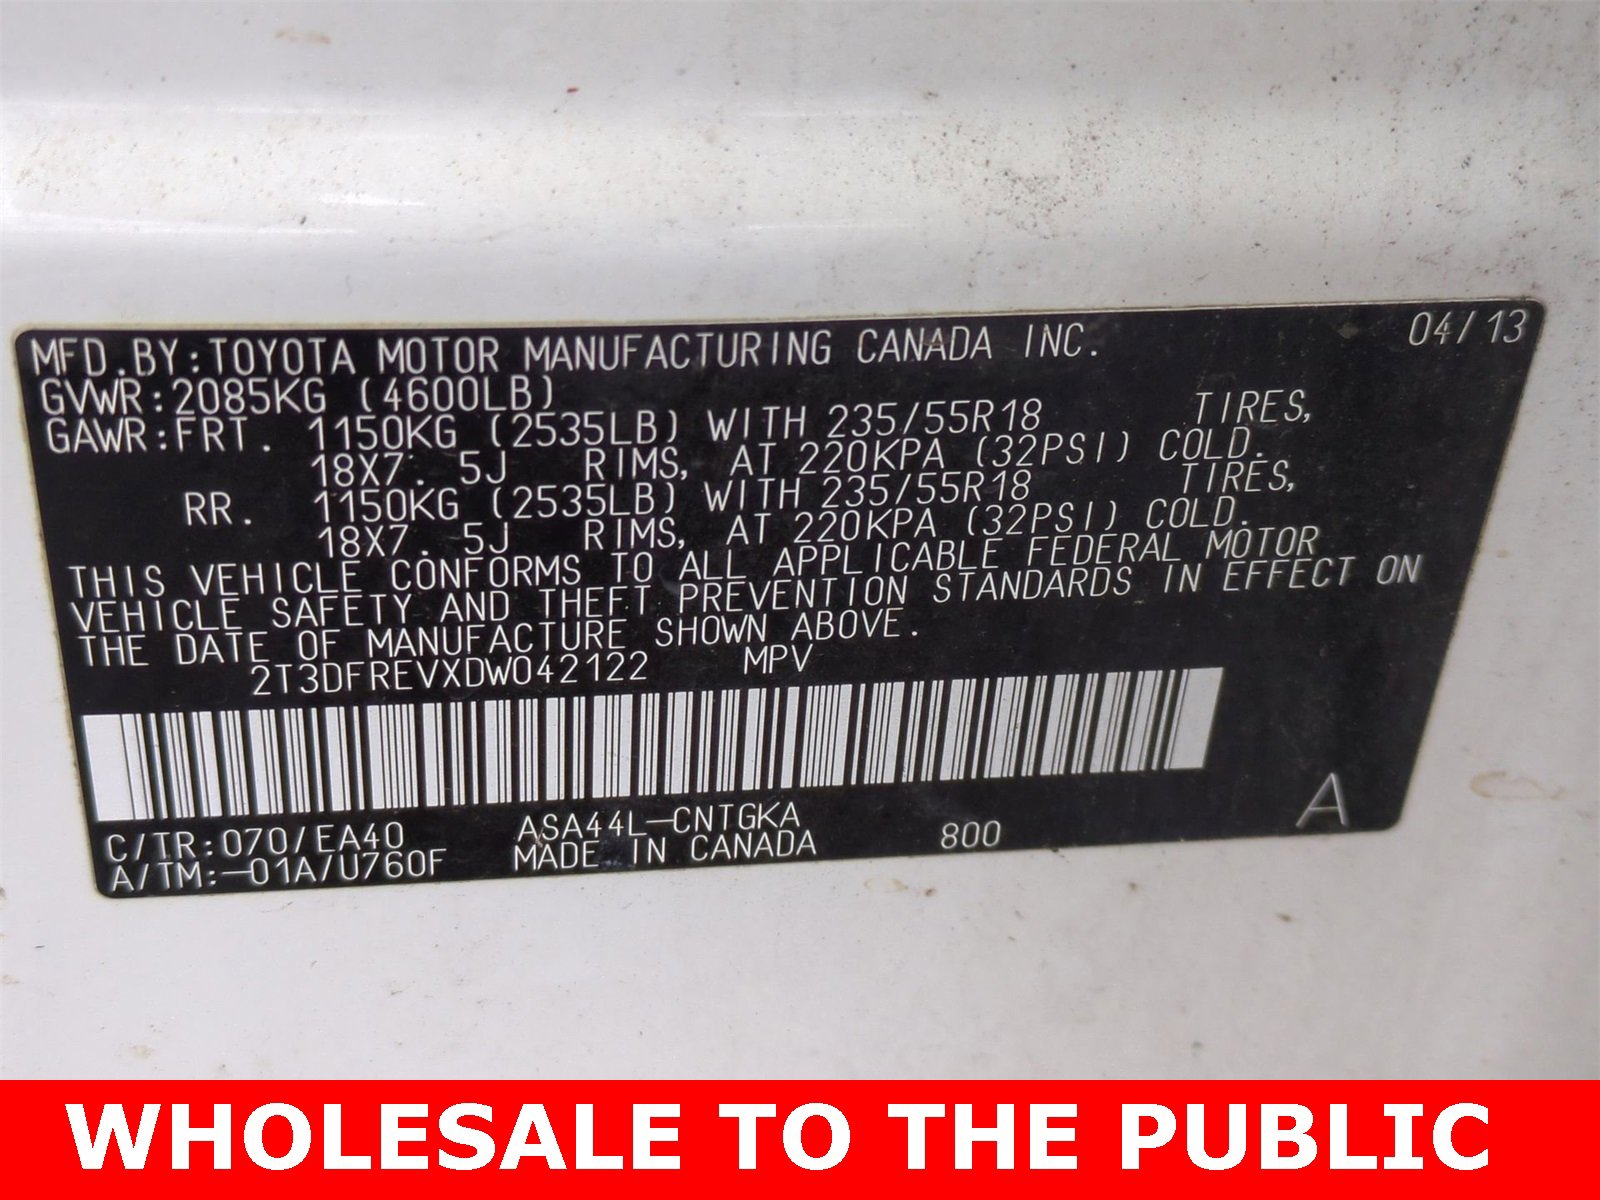 MFD.BY:TOYOTA MOTOR MANUFACTURING CANADA INC. 04/13
GVWR:2085KG (4600LB)
GAWR:FRT. 1150KG (2535LB) WITH 235/55R18 TIRES,
18X7. 5J RIMS, AT 220KPA (32PSI) COLD.
RR. 1150KG (2535LB) WITH 235/55R18 TIRES,
18X7. 5J RIMS, AT 220KPA (32PSI) COLD.
THIS VEHICLE CONFORMS TO ALL APPLICABLE FEDERAL MOTOR
VEHICLE SAFETY AND THEFT PREVENTION STANDARDS IN EFFECT ON
THE DATE OF MANUFACTURE SHOWN ABOVE.
2T3DFREVXDW042122 MPV
C/TR:070/EA40 ASA44L-CNTGKA 800 A
A/TM:-01A/U760F MADE IN CANADA
WHOLESALE TO THE PUBLIC